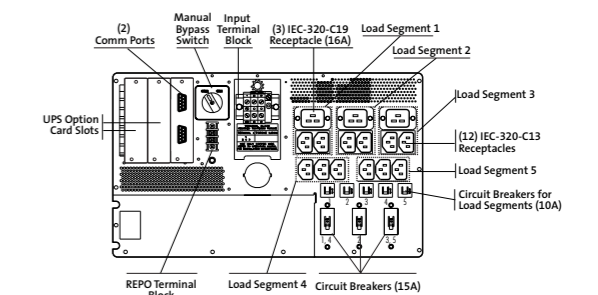 (2)
Comm Ports
Manual
Bypass
Switch
Input
Terminal
Block
(3) IEC-320-C19
Receptacle (16A)
Load Segment 1
Load Segment 2
Load Segment 3
UPS Option
Card Slots
(12) IEC-320-C13
Receptacles
Load Segment 5
Circuit Breakers for
Load Segments (10A)
1 2 3 4 5
1, 4 2 3, 5
REPO Terminal
Block
Load Segment 4
Circuit Breakers (15A)